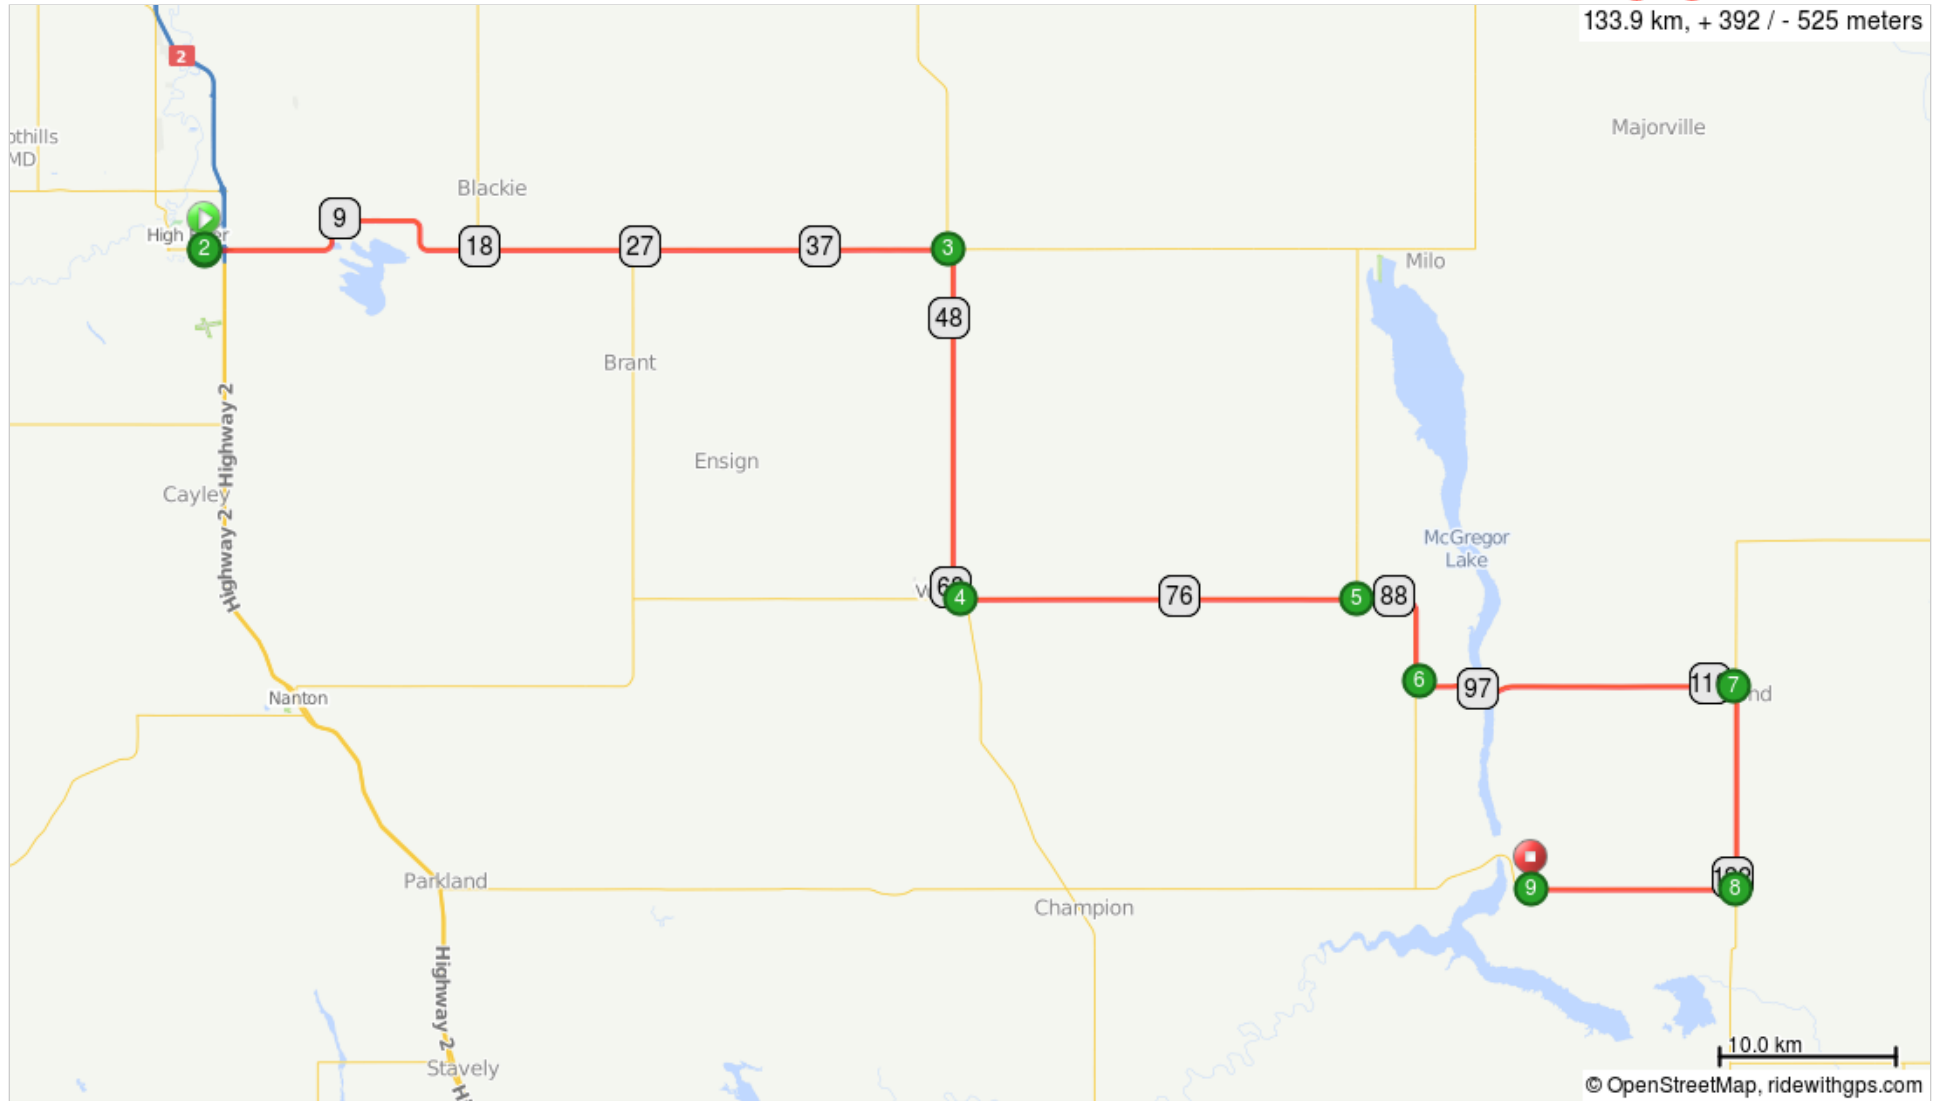 133.9 km, + 392 / - 525 meters
2
Majorville
othills
MD
Blackie
9
High
2
18
27
37
3
Milo
48
Brant
Highway 2
Ensign
Cayley
Highway 2
McGregor
Lake
4
76
5
88
6
97
7
nd
Nanton
9
8
Parkland
Champion
Highway 2
10.0 km
Stavely
© OpenStreetMap, ridewithgps.com